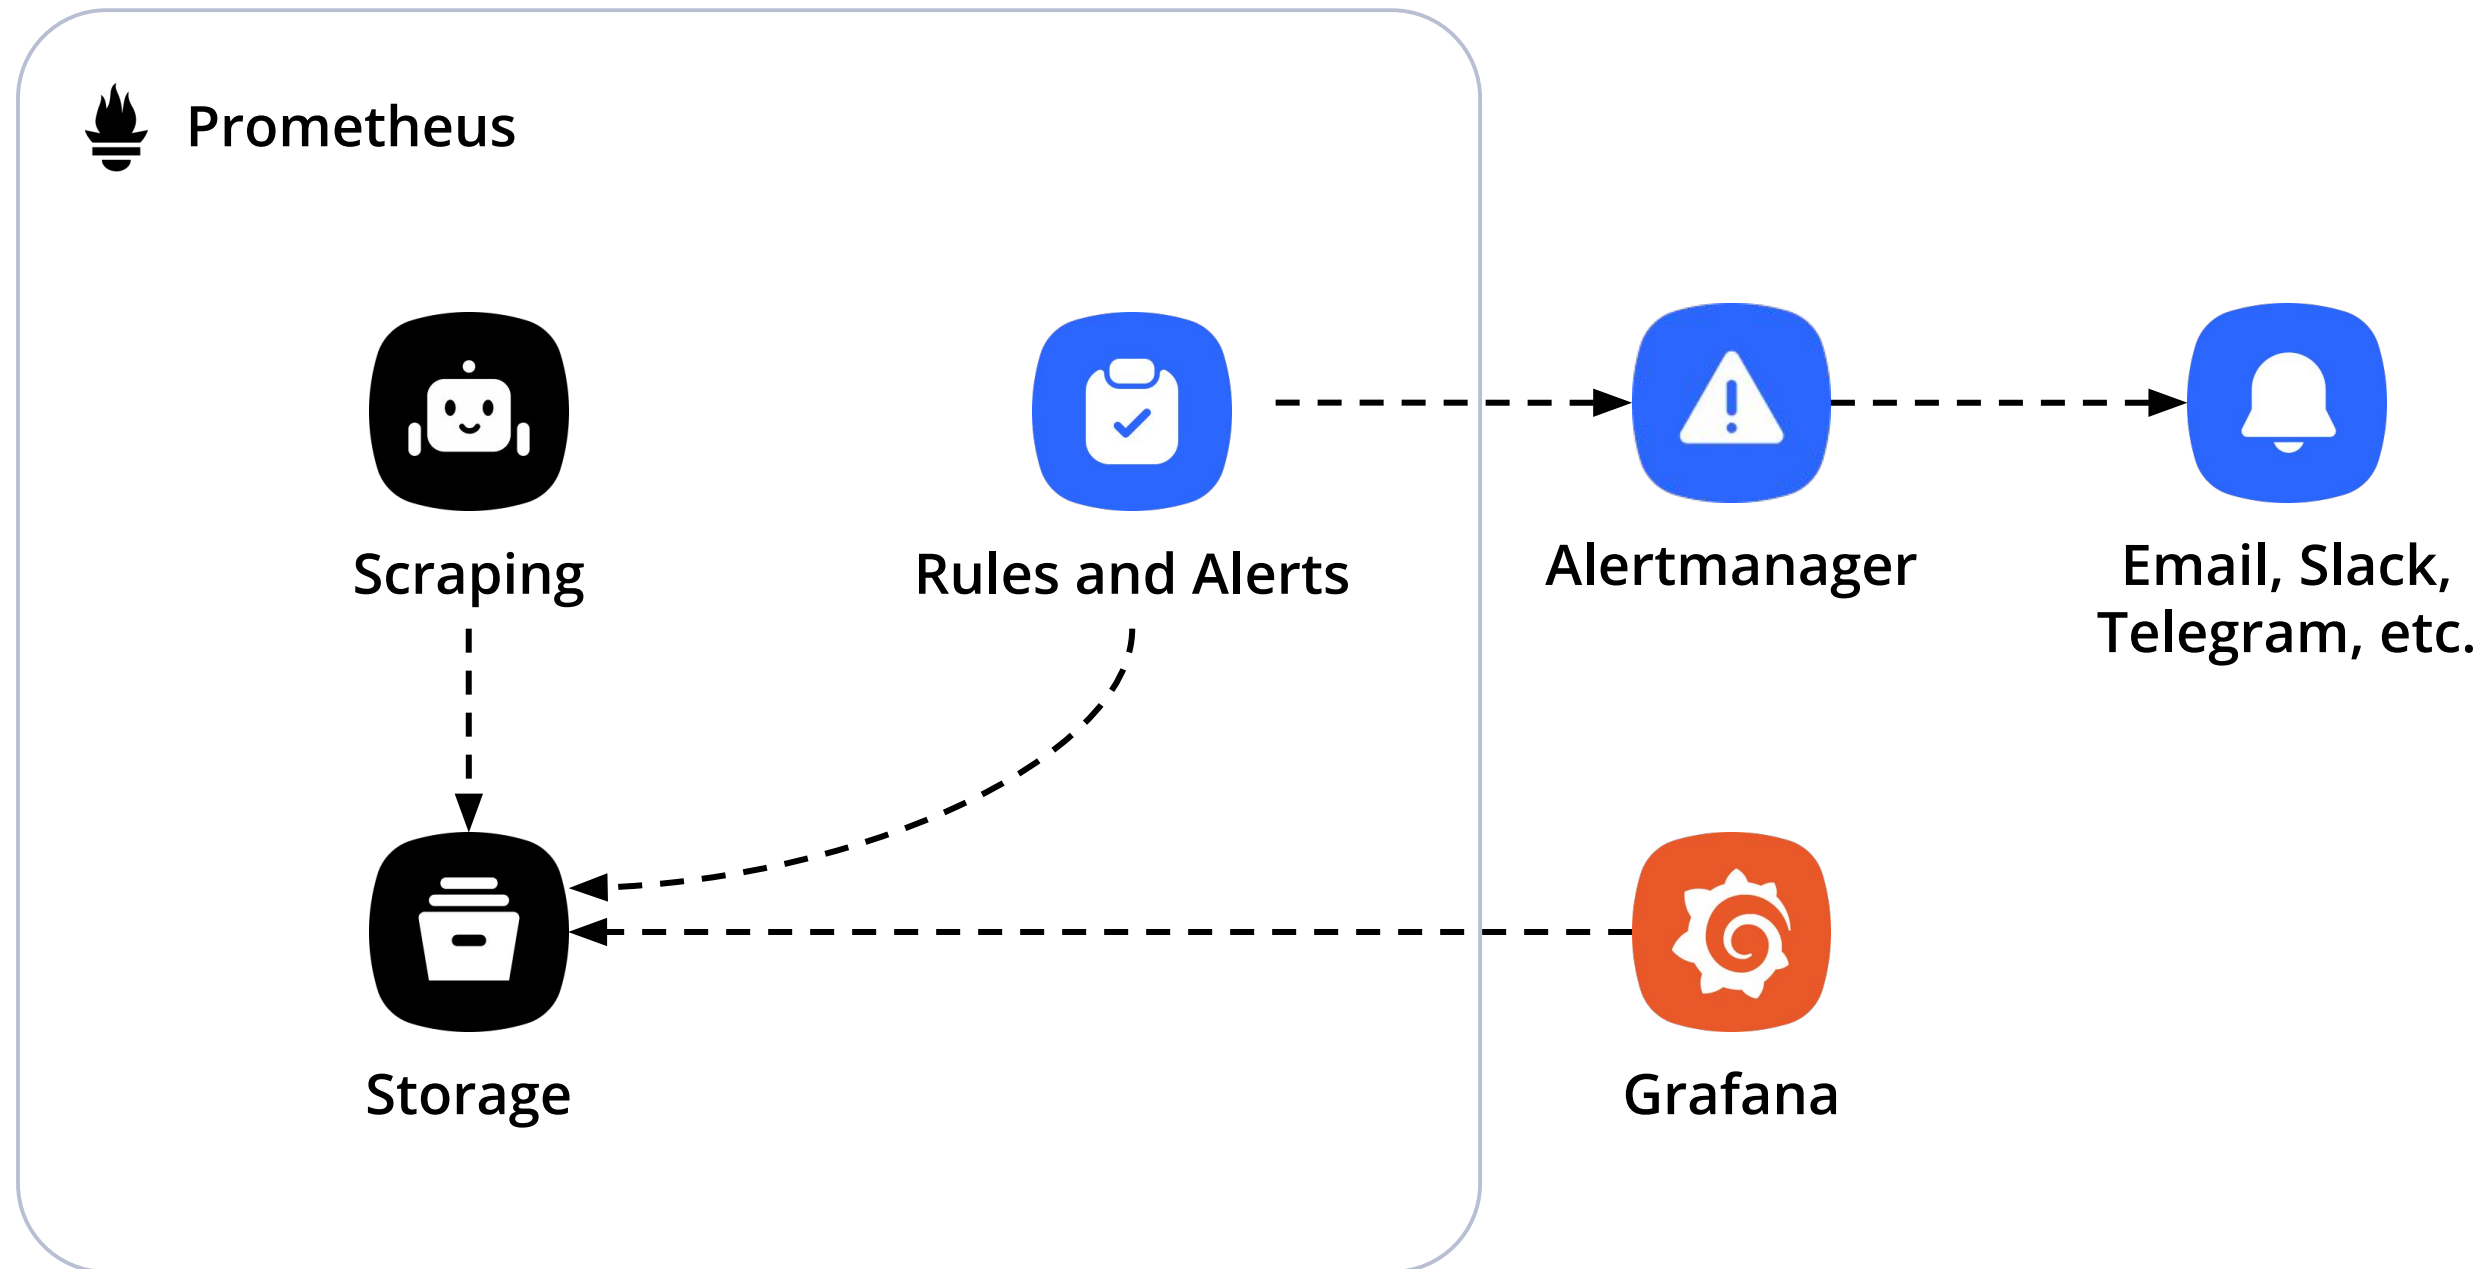 Prometheus
Scraping
Rules and Alerts
Alertmanager
Email, Slack,
Telegram, etc.
Storage
Grafana